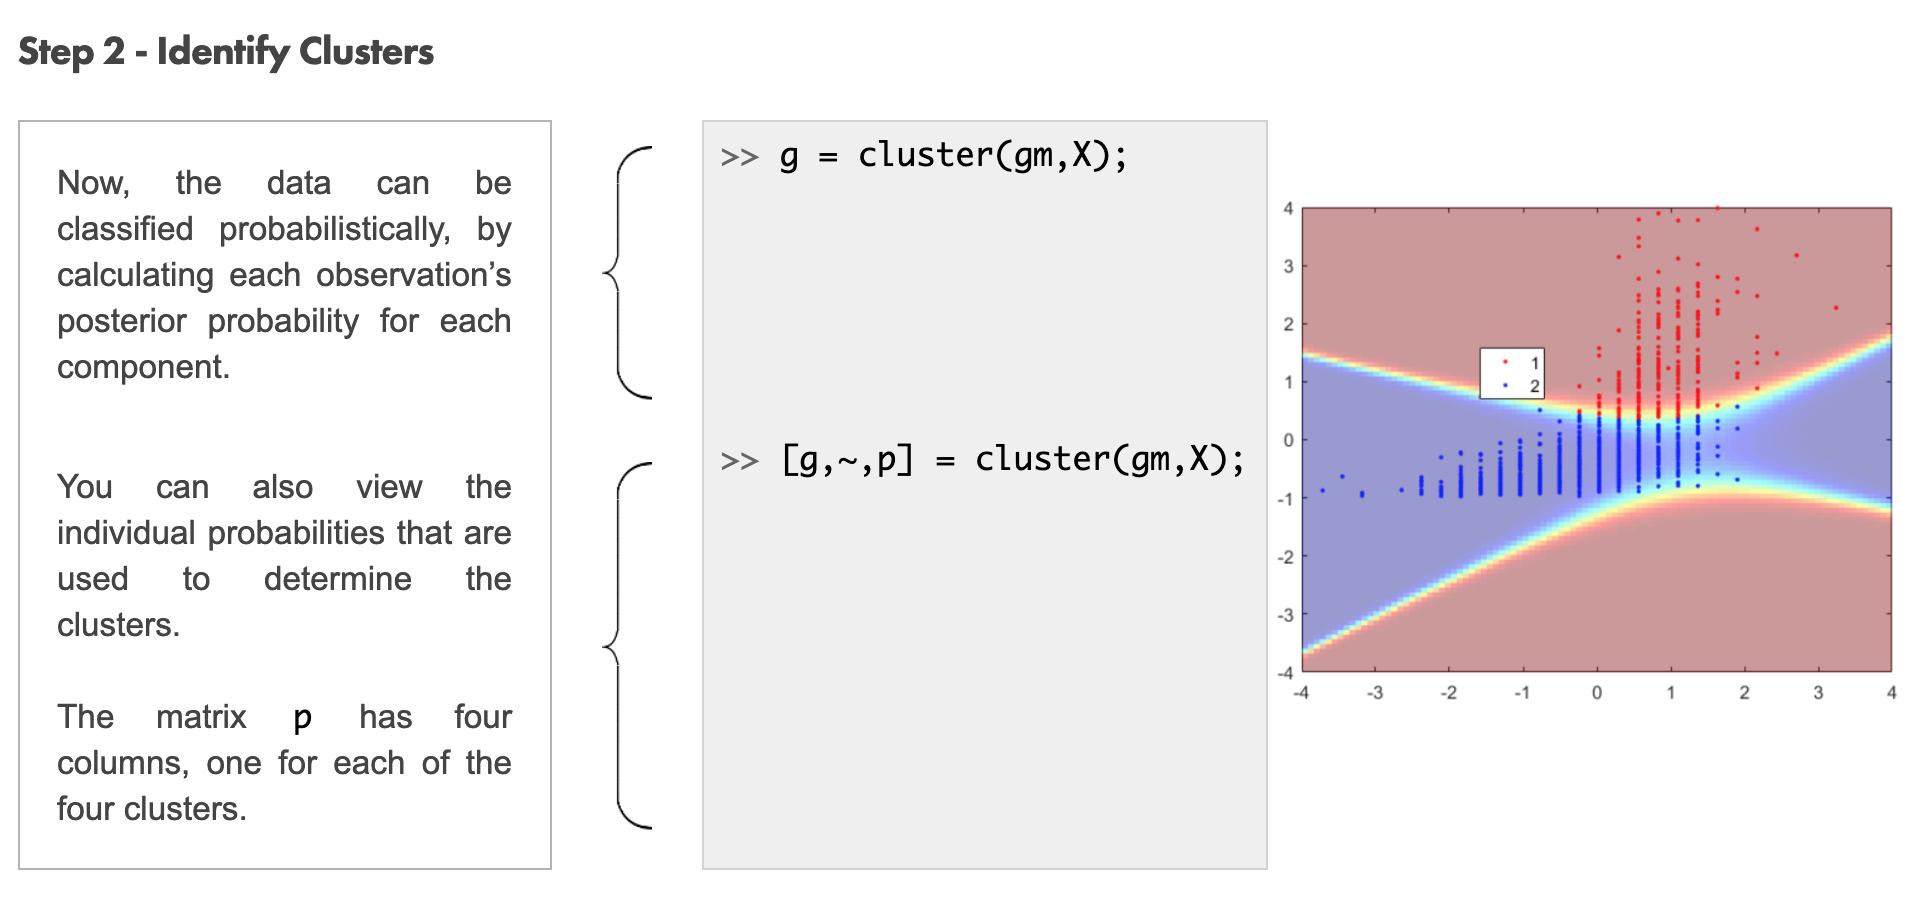 Step 2 - Identify Clusters
Now, the data can be
classified probabilistically, by
calculating each observation’s
posterior probability for each
component.
You can also view the
individual probabilities that are
used to determine the
clusters.
The matrix p has four
columns, one for each of the
four clusters.
>> g = cluster(gm,X);
>> [g,~,p] = cluster(gm,X);
4
3
2
1
0
-1
-2
-3
-4
1
2
-4 -3 -2 -1 0 1 2 3 4